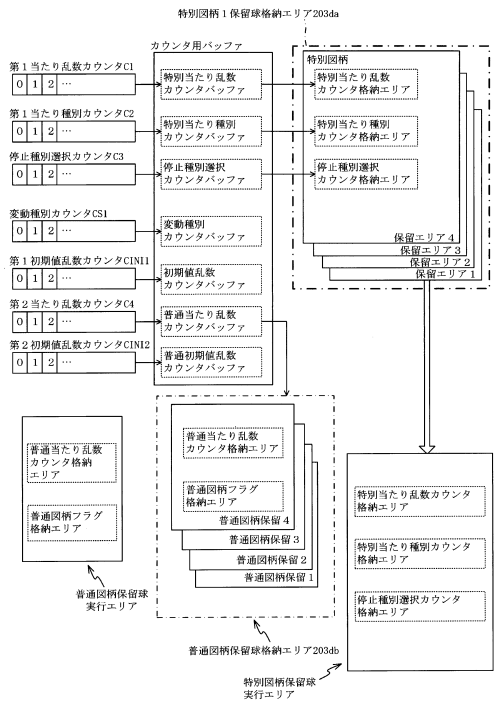 特別図柄1保留球格納エリア203da
カウンタ用バッファ
第1当たり乱数カウンタC1
0 1 2 …
第1当たり種別カウンタC2
0 1 2 …
停止種別選択カウンタC3
0 1 2 …
変動種別カウンタCS1
0 1 2 …
第1初期値乱数カウンタCINI1
0 1 2 …
第2当たり乱数カウンタC4
0 1 2 …
第2初期値乱数カウンタCINI2
0 1 2 …
特別当たり乱数
カウンタバッファ
特別当たり種別
カウンタバッファ
停止種別選択
カウンタバッファ
変動種別
カウンタバッファ
初期値乱数
カウンタバッファ
普通当たり乱数
カウンタバッファ
普通初期値乱数
カウンタバッファ
特別図柄
特別当たり乱数
カウンタ格納エリア
特別当たり種別
カウンタ格納エリア
停止種別選択
カウンタ格納エリア
保留エリア4
保留エリア3
保留エリア2
保留エリア1
普通当たり乱数
カウンタ格納
エリア
普通図柄フラグ
格納エリア
普通図柄保留球
実行エリア
普通当たり乱数
カウンタ格納エリア
普通図柄フラグ
格納エリア
普通図柄保留4
普通図柄保留3
普通図柄保留2
普通図柄保留1
普通図柄保留球格納エリア203db
特別当たり乱数カウンタ
格納エリア
特別当たり種別カウンタ
格納エリア
停止種別選択カウンタ
格納エリア
特別図柄保留球
実行エリア